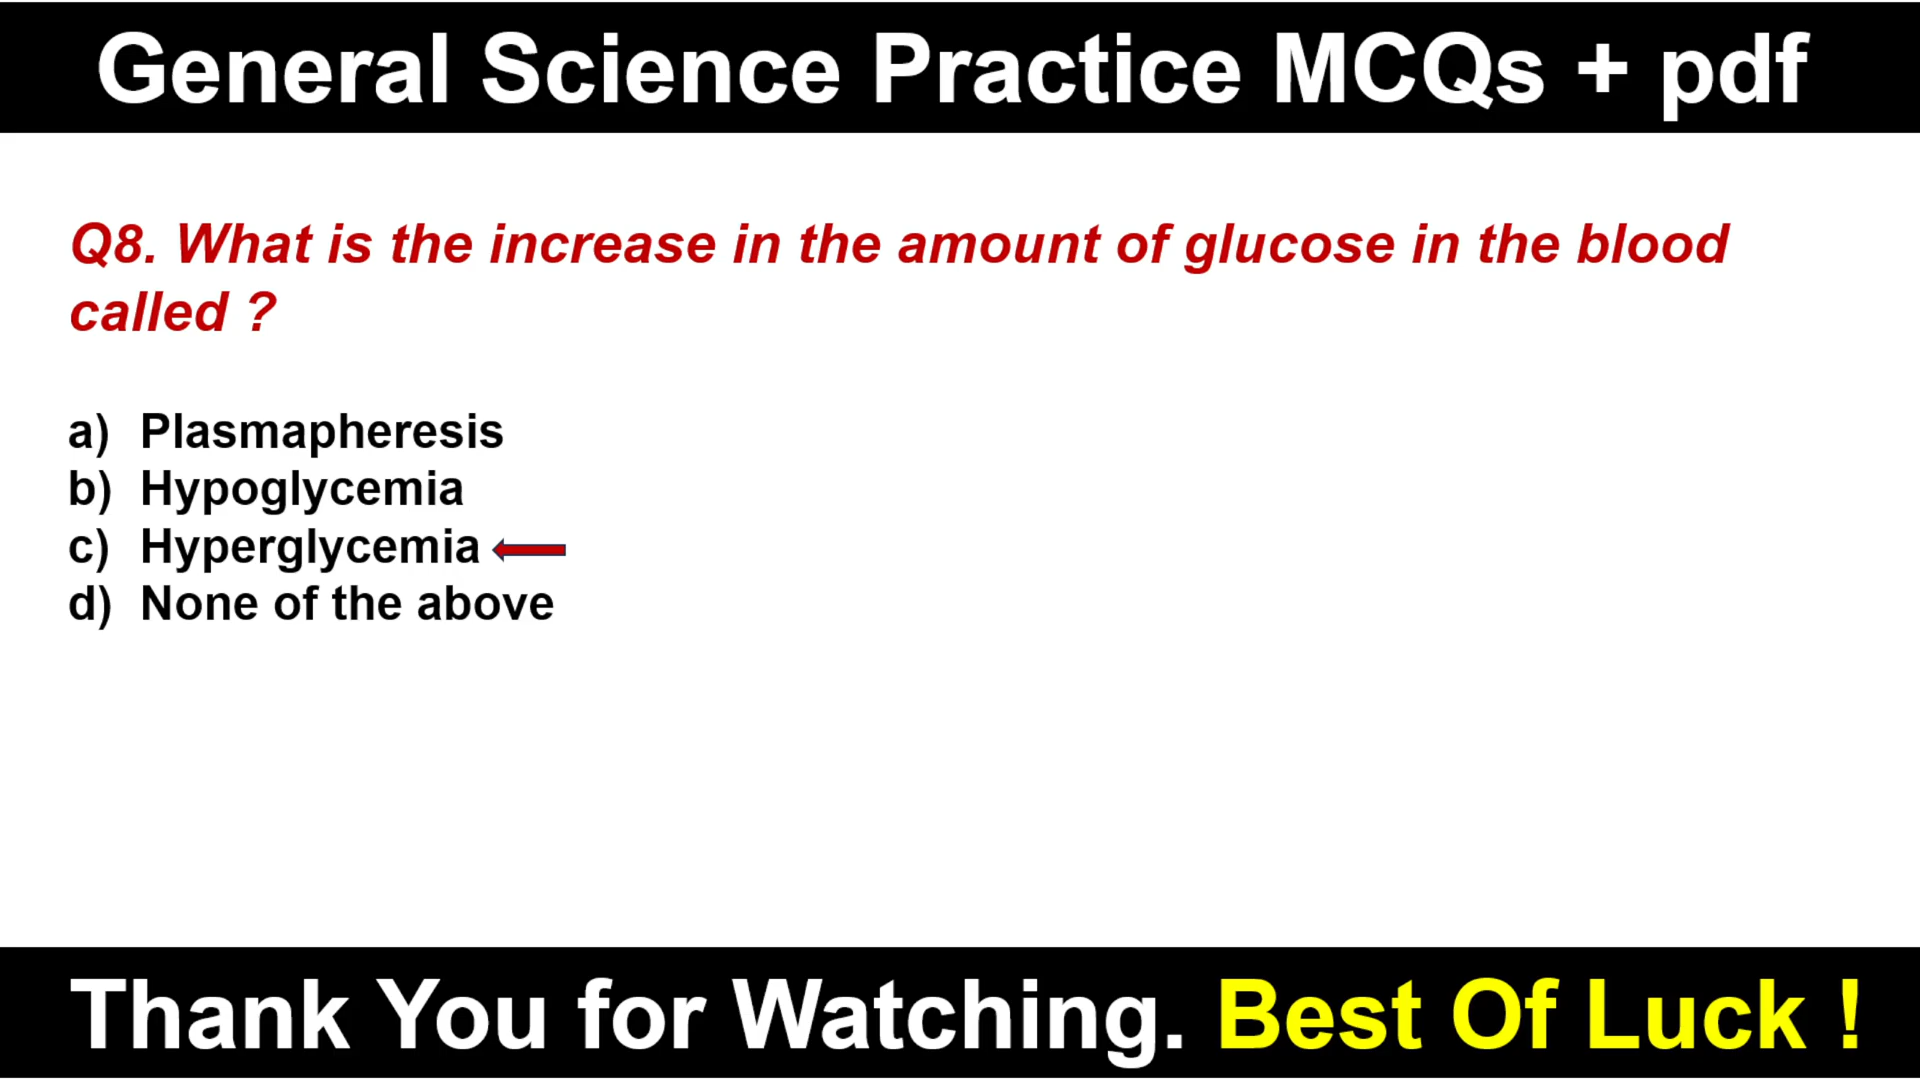 General Science Practice MCQs + pdf
Q8. What is the increase in the amount of glucose in the blood
called ?
a) Plasmapheresis
b) Hypoglycemia
c) Hyperglycemia
d) None of the above
Thank You for Watching. Best Of Luck !